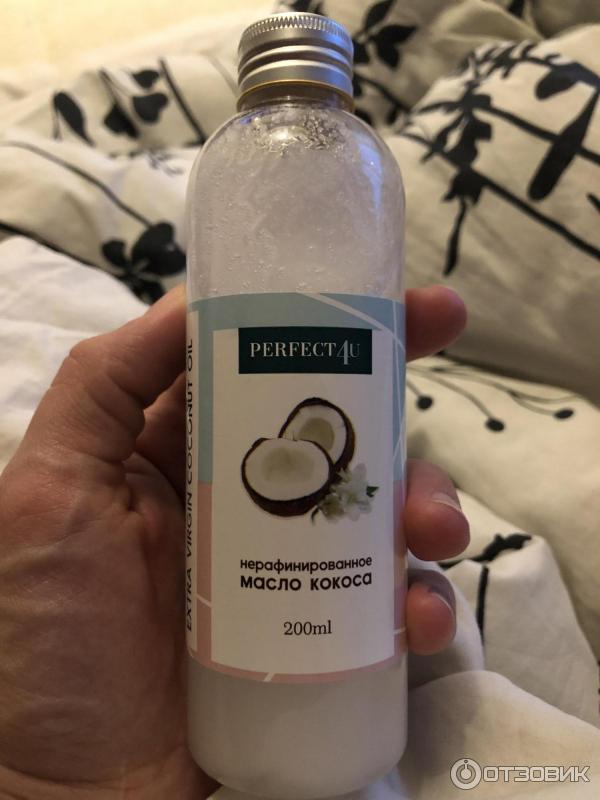 PERFECT4U
EXTRA VIRGIN COCONUT OIL
нерафинированное
масло кокоса
200ml
ОТЗОВИК